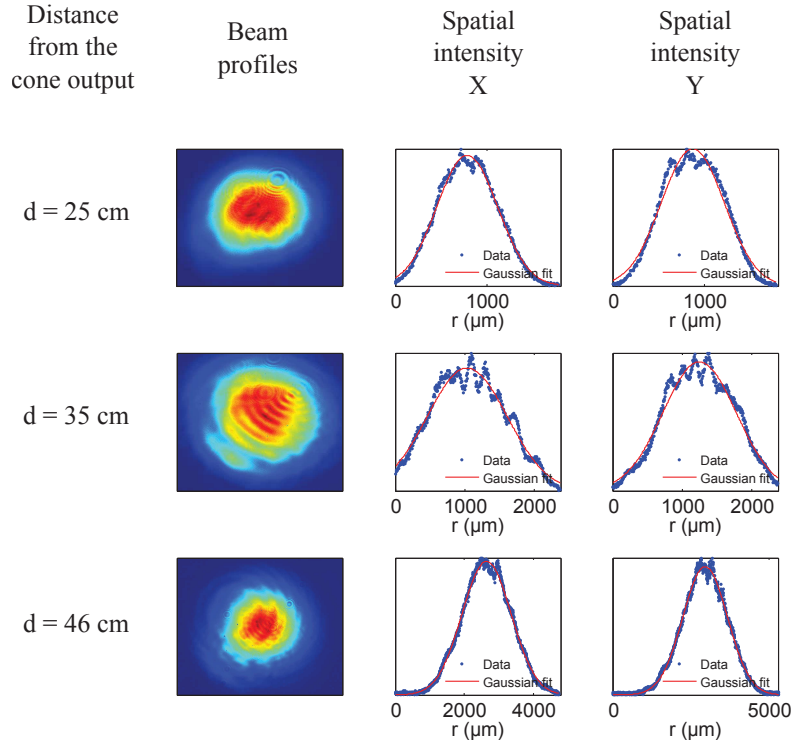 Distance
from the
cone output
Beam
profiles
Spatial
intensity
X
Spatial
intensity
Y
d = 25 cm
Data
Gaussian fit
0 1000
r (µm)
Data
Gaussian fit
0 1000
r (µm)
d = 35 cm
Data
Gaussian fit
0 1000 2000
r (µm)
Data
Gaussian fit
0 1000 2000
r (µm)
d = 46 cm
Data
Gaussian fit
0 2000 4000
r (µm)
Data
Gaussian fit
0 5000
r (µm)